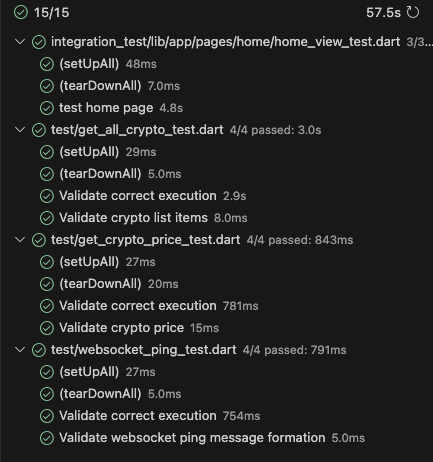 15/15 57.5s
integration_test/lib/app/pages/home/home_view_test.dart 3/3...
(setUpAll) 48ms
(tearDownAll) 7.0ms
test home page 4.8s
test/get_all_crypto_test.dart 4/4 passed: 3.0s
(setUpAll) 29ms
(tearDownAll) 5.0ms
Validate correct execution 2.9s
Validate crypto list items 8.0ms
test/get_crypto_price_test.dart 4/4 passed: 843ms
(setUpAll) 27ms
(tearDownAll) 20ms
Validate correct execution 781ms
Validate crypto price 15ms
test/websocket_ping_test.dart 4/4 passed: 791ms
(setUpAll) 27ms
(tearDownAll) 5.0ms
Validate correct execution 754ms
Validate websocket ping message formation 5.0ms